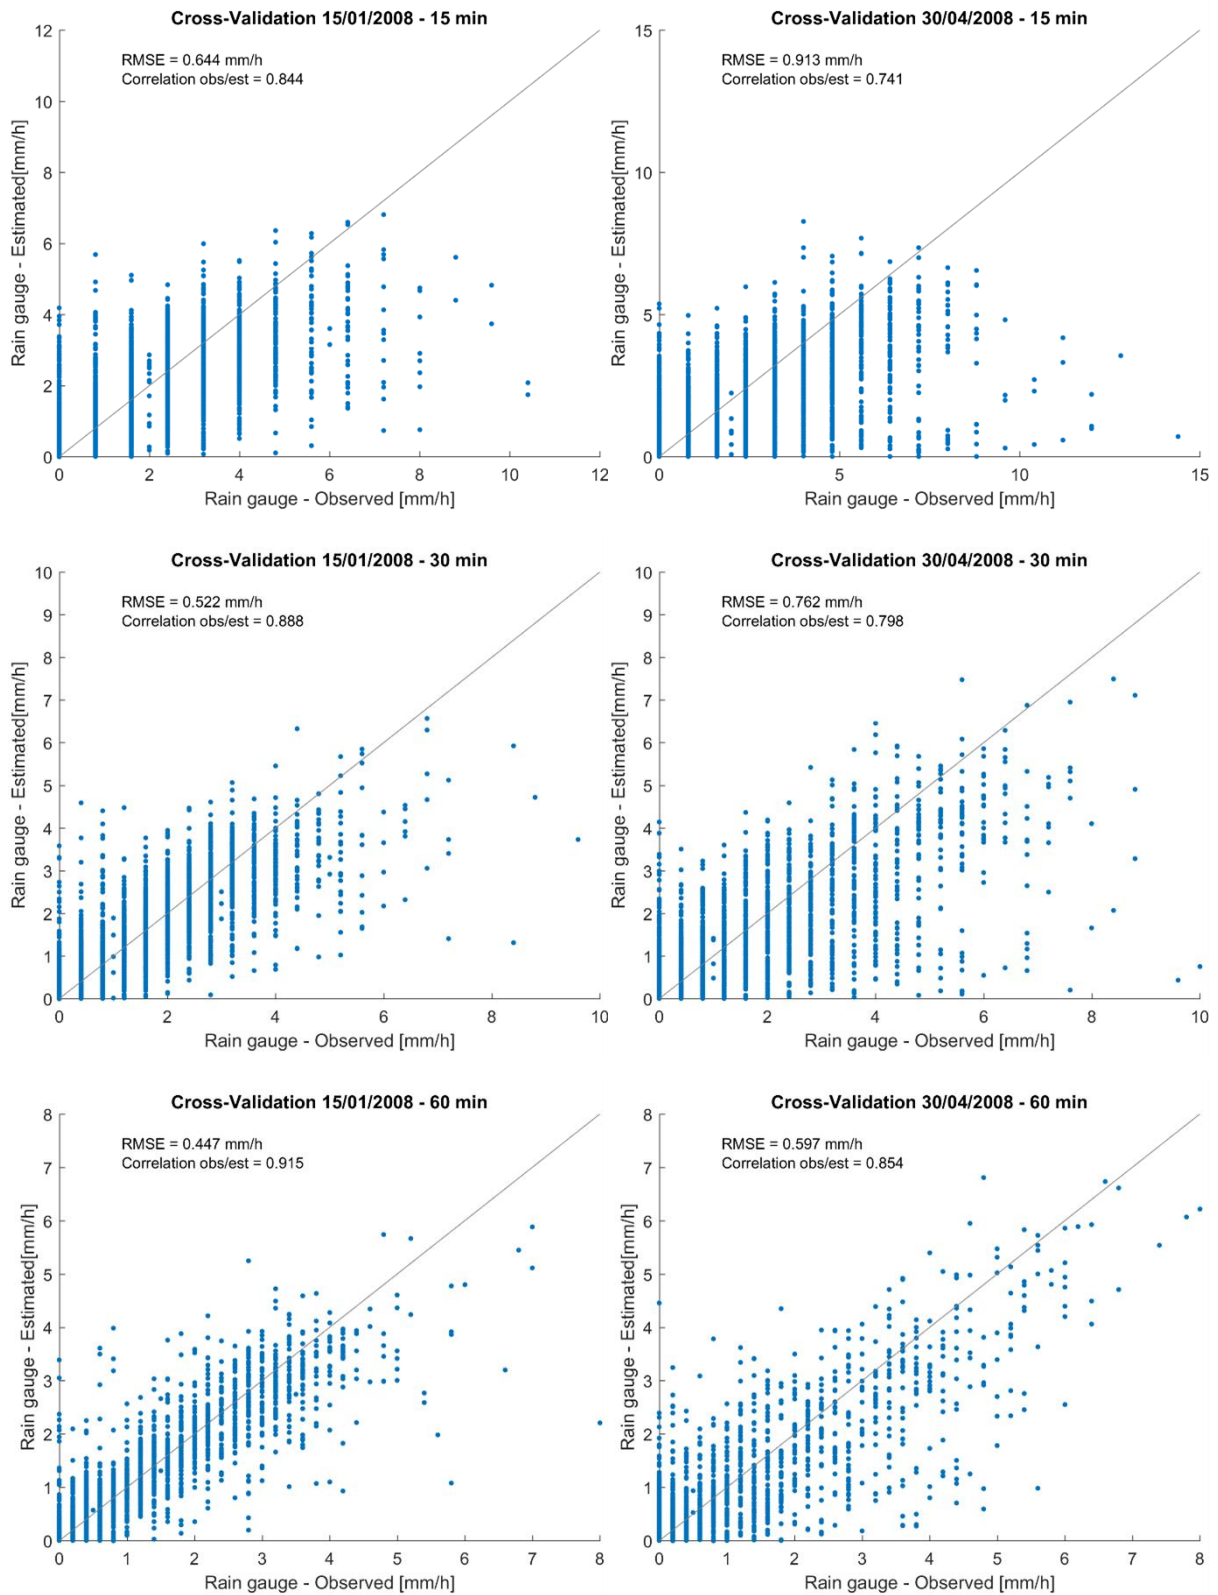 Cross-Validation 15/01/2008 - 15 min
RMSE = 0.644 mm/h
Correlation obs/est = 0.844
12
10
8
6
4
2
0
Rain gauge - Estimated[mm/h]
0 2 4 6 8 10 12
Rain gauge - Observed [mm/h]
Cross-Validation 30/04/2008 - 15 min
RMSE = 0.913 mm/h
Correlation obs/est = 0.741
15
10
5
0
Rain gauge - Estimated[mm/h]
0 5 10 15
Rain gauge - Observed [mm/h]
Cross-Validation 15/01/2008 - 30 min
RMSE = 0.522 mm/h
Correlation obs/est = 0.888
10
9
8
7
6
5
4
3
2
1
0
Rain gauge - Estimated[mm/h]
0 2 4 6 8 10
Rain gauge - Observed [mm/h]
Cross-Validation 30/04/2008 - 30 min
RMSE = 0.762 mm/h
Correlation obs/est = 0.798
10
9
8
7
6
5
4
3
2
1
0
Rain gauge - Estimated[mm/h]
0 2 4 6 8 10
Rain gauge - Observed [mm/h]
Cross-Validation 15/01/2008 - 60 min
RMSE = 0.447 mm/h
Correlation obs/est = 0.915
8
7
6
5
4
3
2
1
0
Rain gauge - Estimated[mm/h]
0 1 2 3 4 5 6 7 8
Rain gauge - Observed [mm/h]
Cross-Validation 30/04/2008 - 60 min
RMSE = 0.597 mm/h
Correlation obs/est = 0.854
8
7
6
5
4
3
2
1
0
Rain gauge - Estimated[mm/h]
0 1 2 3 4 5 6 7 8
Rain gauge - Observed [mm/h]